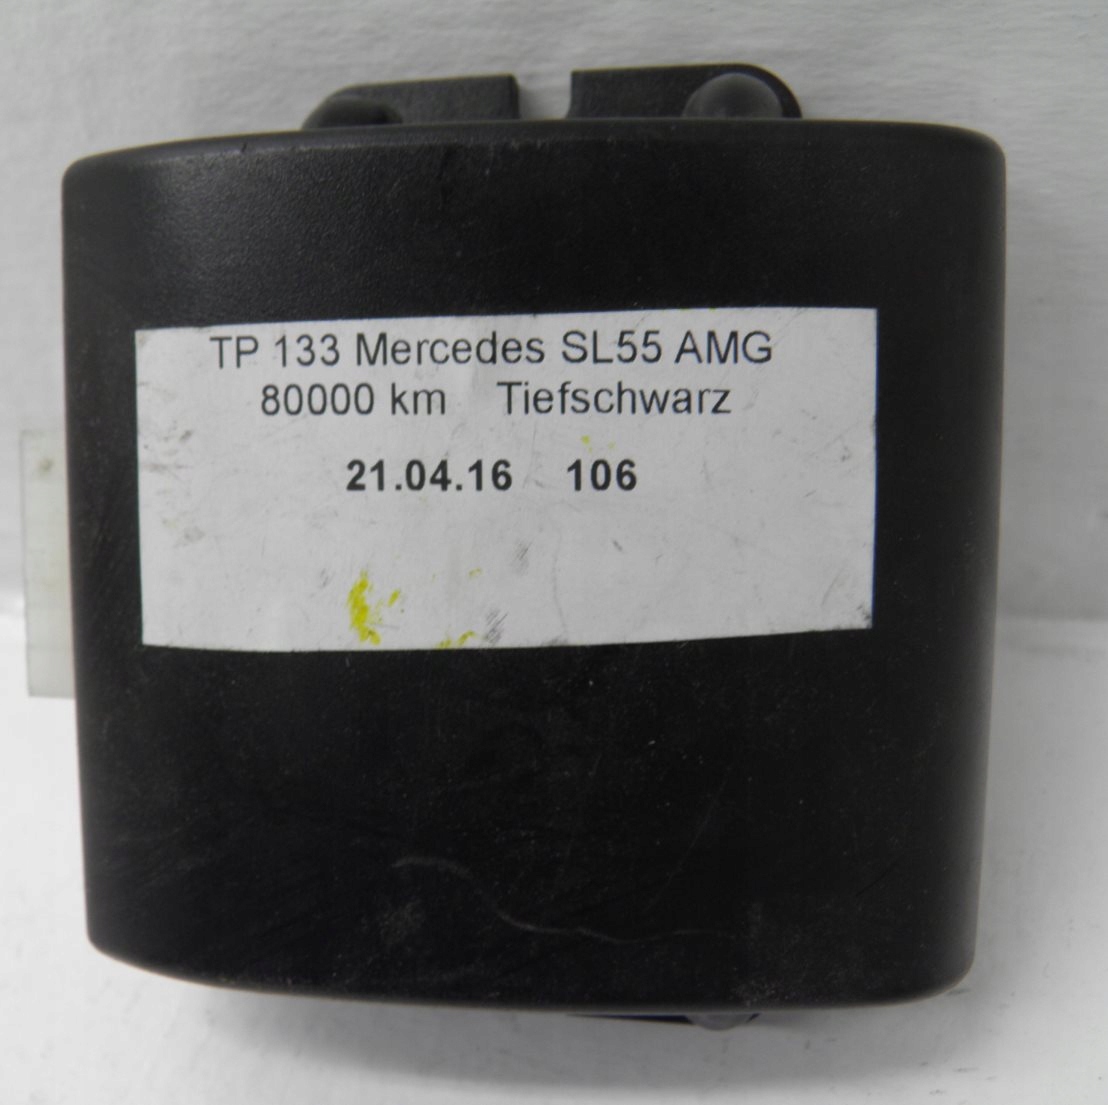 TP 133 Mercedes SL55 AMG
80000 km Tiefschwarz
21.04.16 106